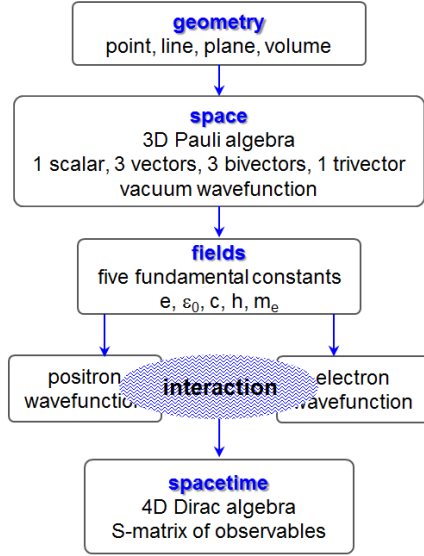 geometry
point, line, plane, volume
space
3D Pauli algebra
1 scalar, 3 vectors, 3 bivectors, 1 trivector
vacuum wavefunction
fields
five fundamental constants
e, ε₀, c, h, mₑ
positron
wavefunction
interaction
electron
wavefunction
spacetime
4D Dirac algebra
S-matrix of observables